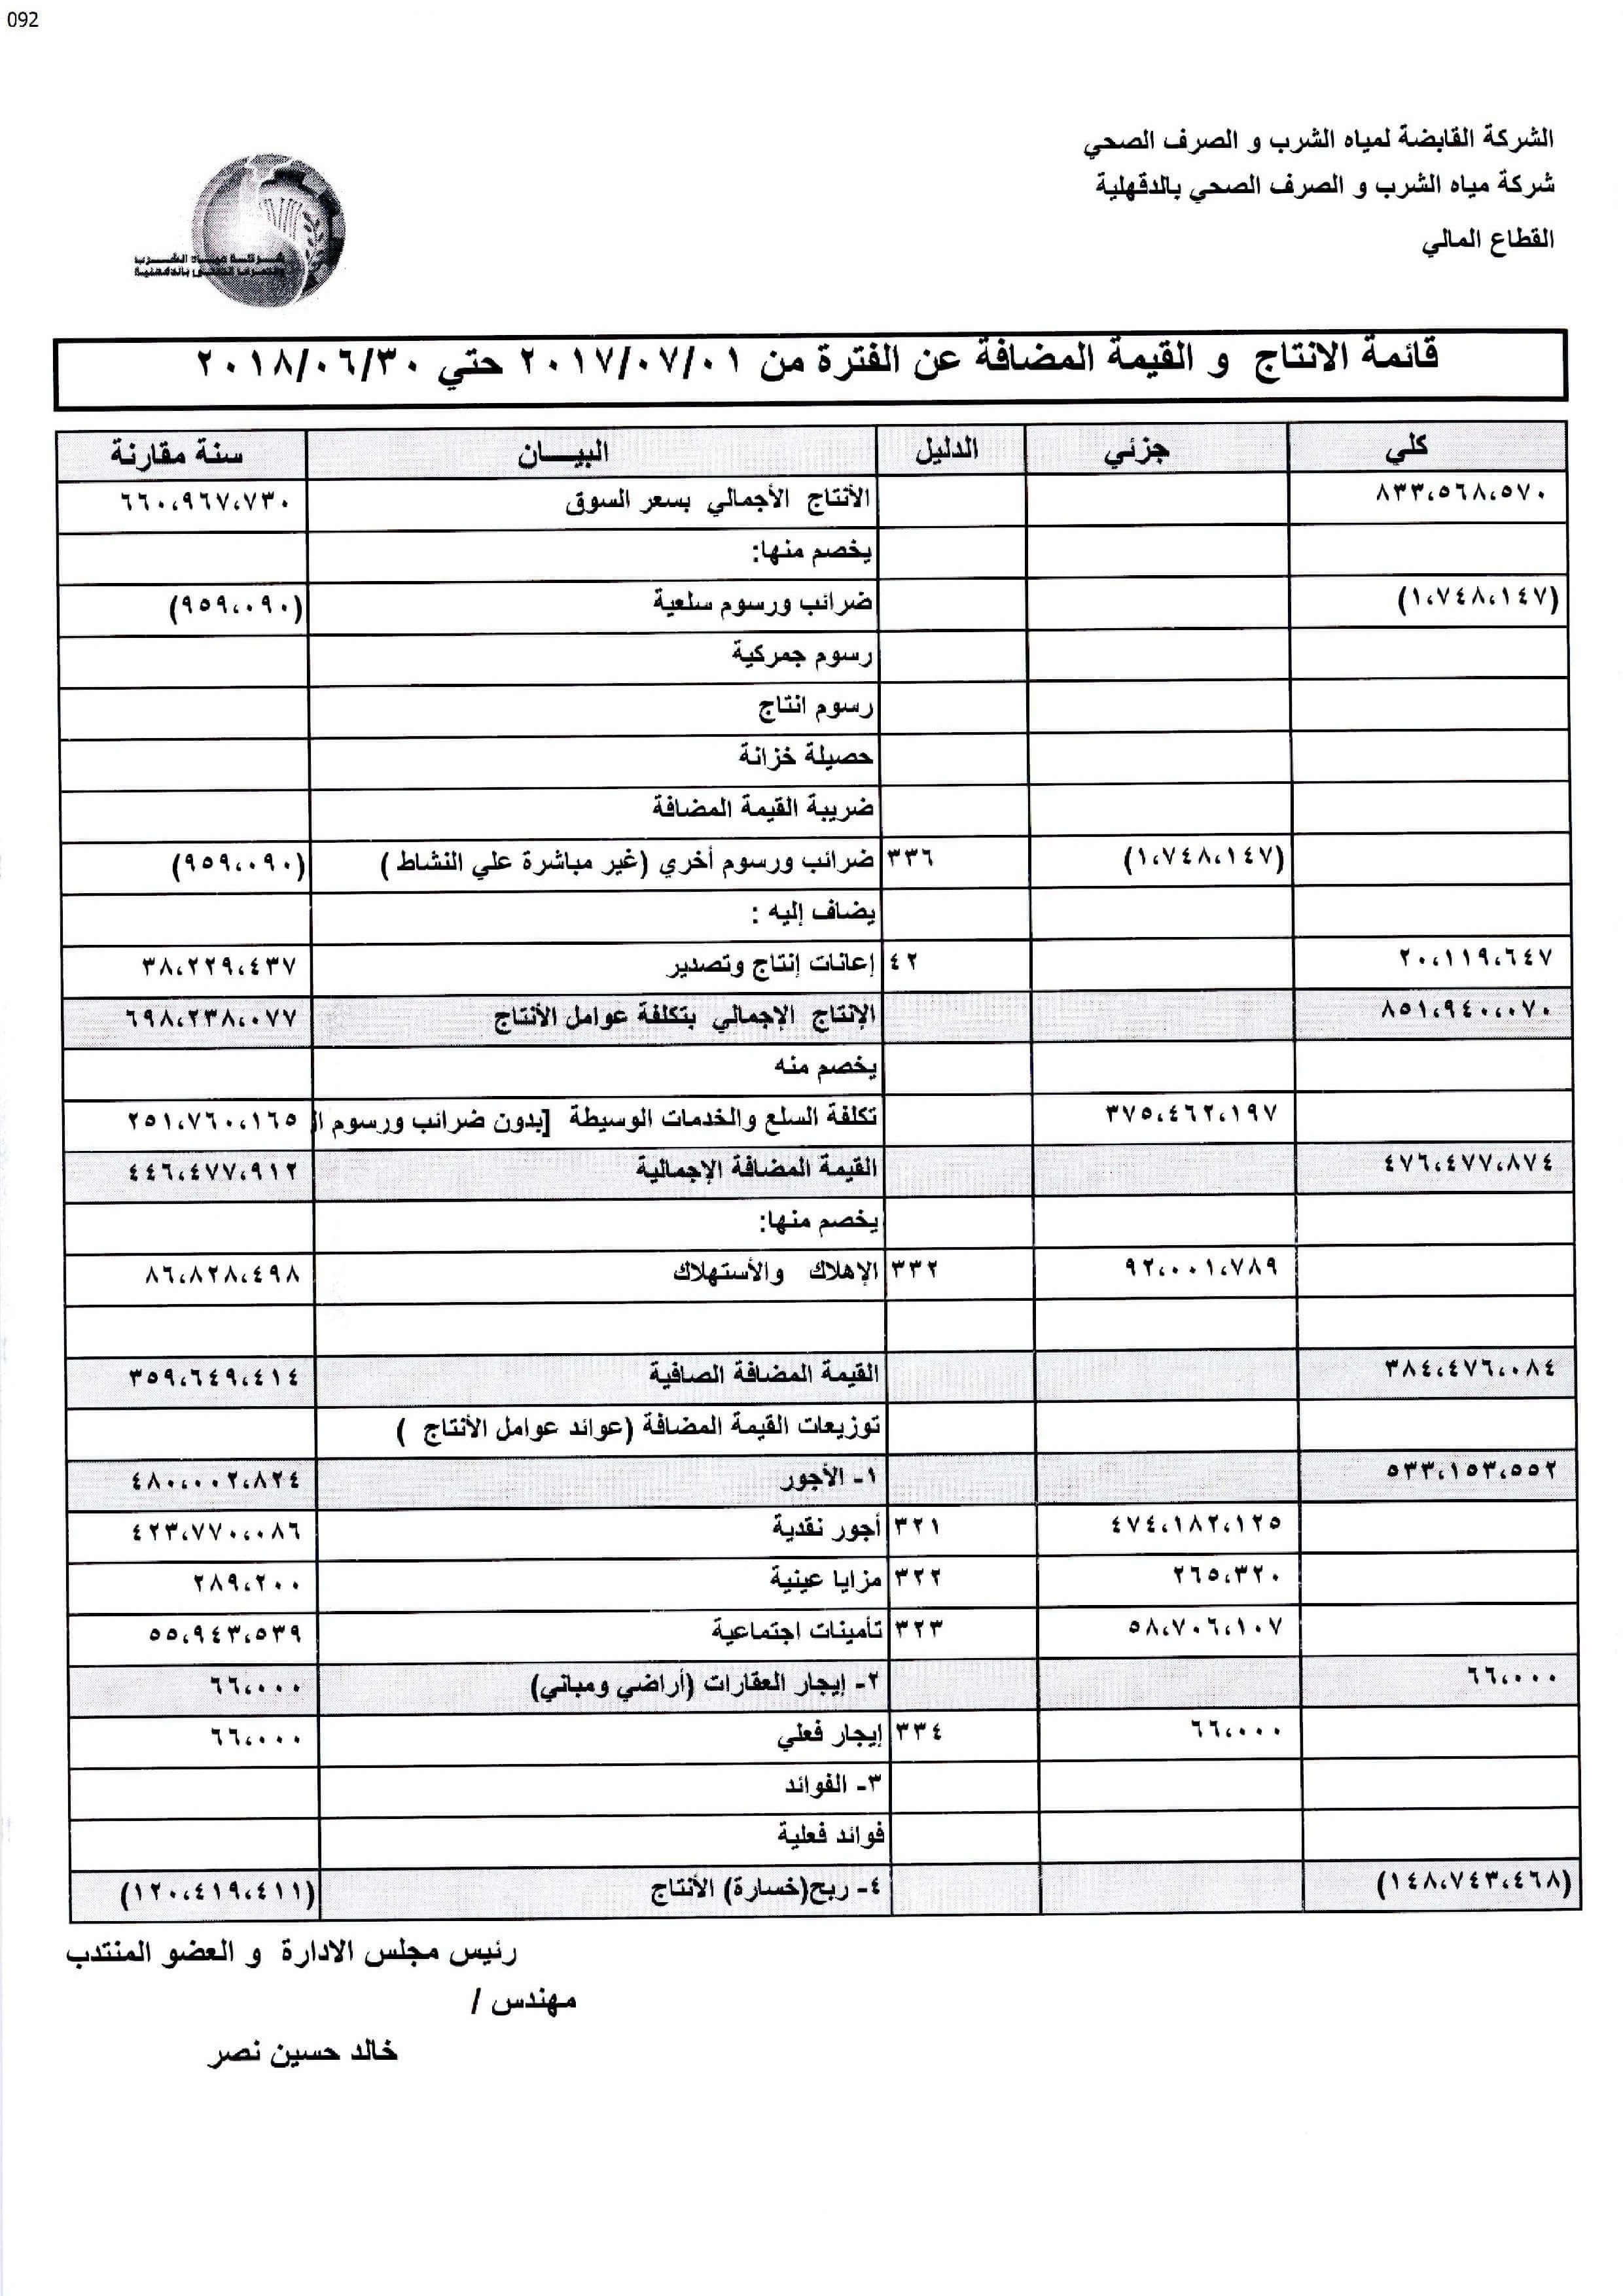 092
الشركة القابضة لمياه الشرب و الصرف الصحي
شركة مياه الشرب و الصرف الصحي بالدقهلية
القطاع المالي
شركة مياه الشرب
والصرف الصحى بالدقهلية
قائمة الانتاج و القيمة المضافة عن الفترة من ٢٠١٧/٠٧/٠١ حتي ٢٠١٨/٠٦/٣٠
كلي جزئي الدليل البيـــان سنة مقارنة
٨٣٣،٥٦٨،٥٧٠ الأنتاج الأجمالي بسعر السوق ٦٦٠،٩٦٧،٧٣٠
يخصم منها:
(١،٧٤٨،١٤٧) ضرائب ورسوم سلعية (٩٥٩،٠٩٠)
رسوم جمركية
رسوم انتاج
حصيلة خزانة
ضريبة القيمة المضافة
(١،٧٤٨،١٤٧) ٣٣٦ ضرائب ورسوم أخري (غير مباشرة علي النشاط ) (٩٥٩،٠٩٠)
يضاف إليه :
٢٠،١١٩،٦٤٧ ٤٢ إعانات إنتاج وتصدير ٣٨،٢٢٩،٤٣٧
٨٥١،٩٤٠،٠٧٠ الإنتاج الإجمالي بتكلفة عوامل الأنتاج ٦٩٨،٢٣٨،٠٧٧
يخصم منه
٣٧٥،٤٦٢،١٩٧ تكلفة السلع والخدمات الوسيطة [بدون ضرائب ورسوم ا ٢٥١،٧٦٠،١٦٥
٤٧٦،٤٧٧،٨٧٤ القيمة المضافة الإجمالية ٤٤٦،٤٧٧،٩١٢
يخصم منها:
٩٢،٠٠١،٧٨٩ ٣٣٢ الإهلاك والأستهلاك ٨٦،٨٢٨،٤٩٨
٣٨٤،٤٧٦،٠٨٤ القيمة المضافة الصافية ٣٥٩،٦٤٩،٤١٤
توزيعات القيمة المضافة (عوائد عوامل الأنتاج )
٥٣٣،١٥٣،٥٥٢ ١- الأجور ٤٨٠،٠٠٢،٨٢٤
٤٧٤،١٨٢،١٢٥ ٣٢١ أجور نقدية ٤٢٣،٧٧٠،٠٨٦
٢٦٥،٣٢٠ ٣٢٢ مزايا عينية ٢٨٩،٢٠٠
٥٨،٧٠٦،١٠٧ ٣٢٣ تأمينات اجتماعية ٥٥،٩٤٣،٥٣٩
٦٦،٠٠٠ ٢- إيجار العقارات (أراضي ومباني) ٦٦،٠٠٠
٦٦،٠٠٠ ٣٣٤ إيجار فعلي ٦٦،٠٠٠
٣- الفوائد
فوائد فعلية
(١٤٨،٧٤٣،٤٦٨) ٤- ربح(خسارة) الأنتاج (١٢٠،٤١٩،٤١١)
رئيس مجلس الادارة و العضو المنتدب
مهندس /
خالد حسين نصر